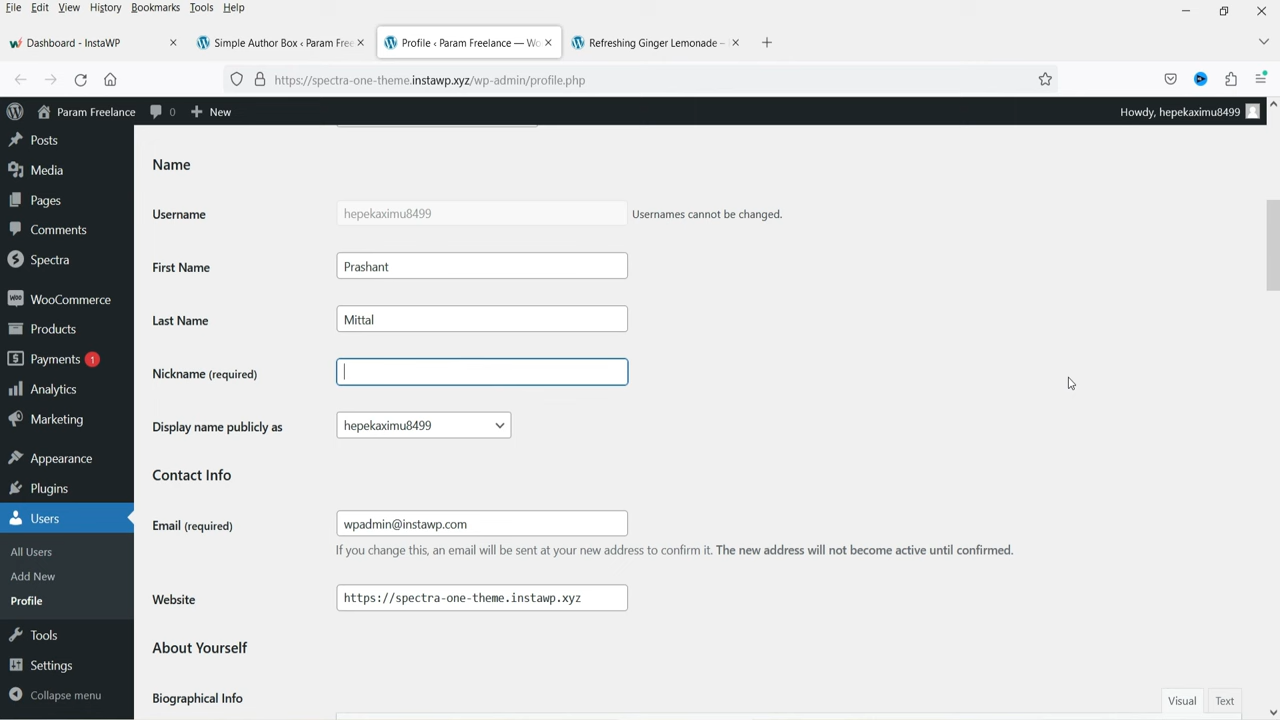 File Edit View History Bookmarks Tools Help
Dashboard - InstaWP
Simple Author Box ‹ Param Free
Profile ‹ Param Freelance — Wo
Refreshing Ginger Lemonade –
https://spectra-one-theme.instawp.xyz/wp-admin/profile.php
Param Freelance 0 New Howdy, hepekaximu8499
Posts
Media
Pages
Comments
Spectra
WooCommerce
Products
Payments 1
Analytics
Marketing
Appearance
Plugins
Users
All Users
Add New
Profile
Tools
Settings
Collapse menu
Name
Username hepekaximu8499 Usernames cannot be changed.
First Name Prashant
Last Name Mittal
Nickname (required)
Display name publicly as hepekaximu8499
Contact Info
Email (required) wpadmin@instawp.com
If you change this, an email will be sent at your new address to confirm it. The new address will not become active until confirmed.
Website https://spectra-one-theme.instawp.xyz
About Yourself
Biographical Info
Visual Text